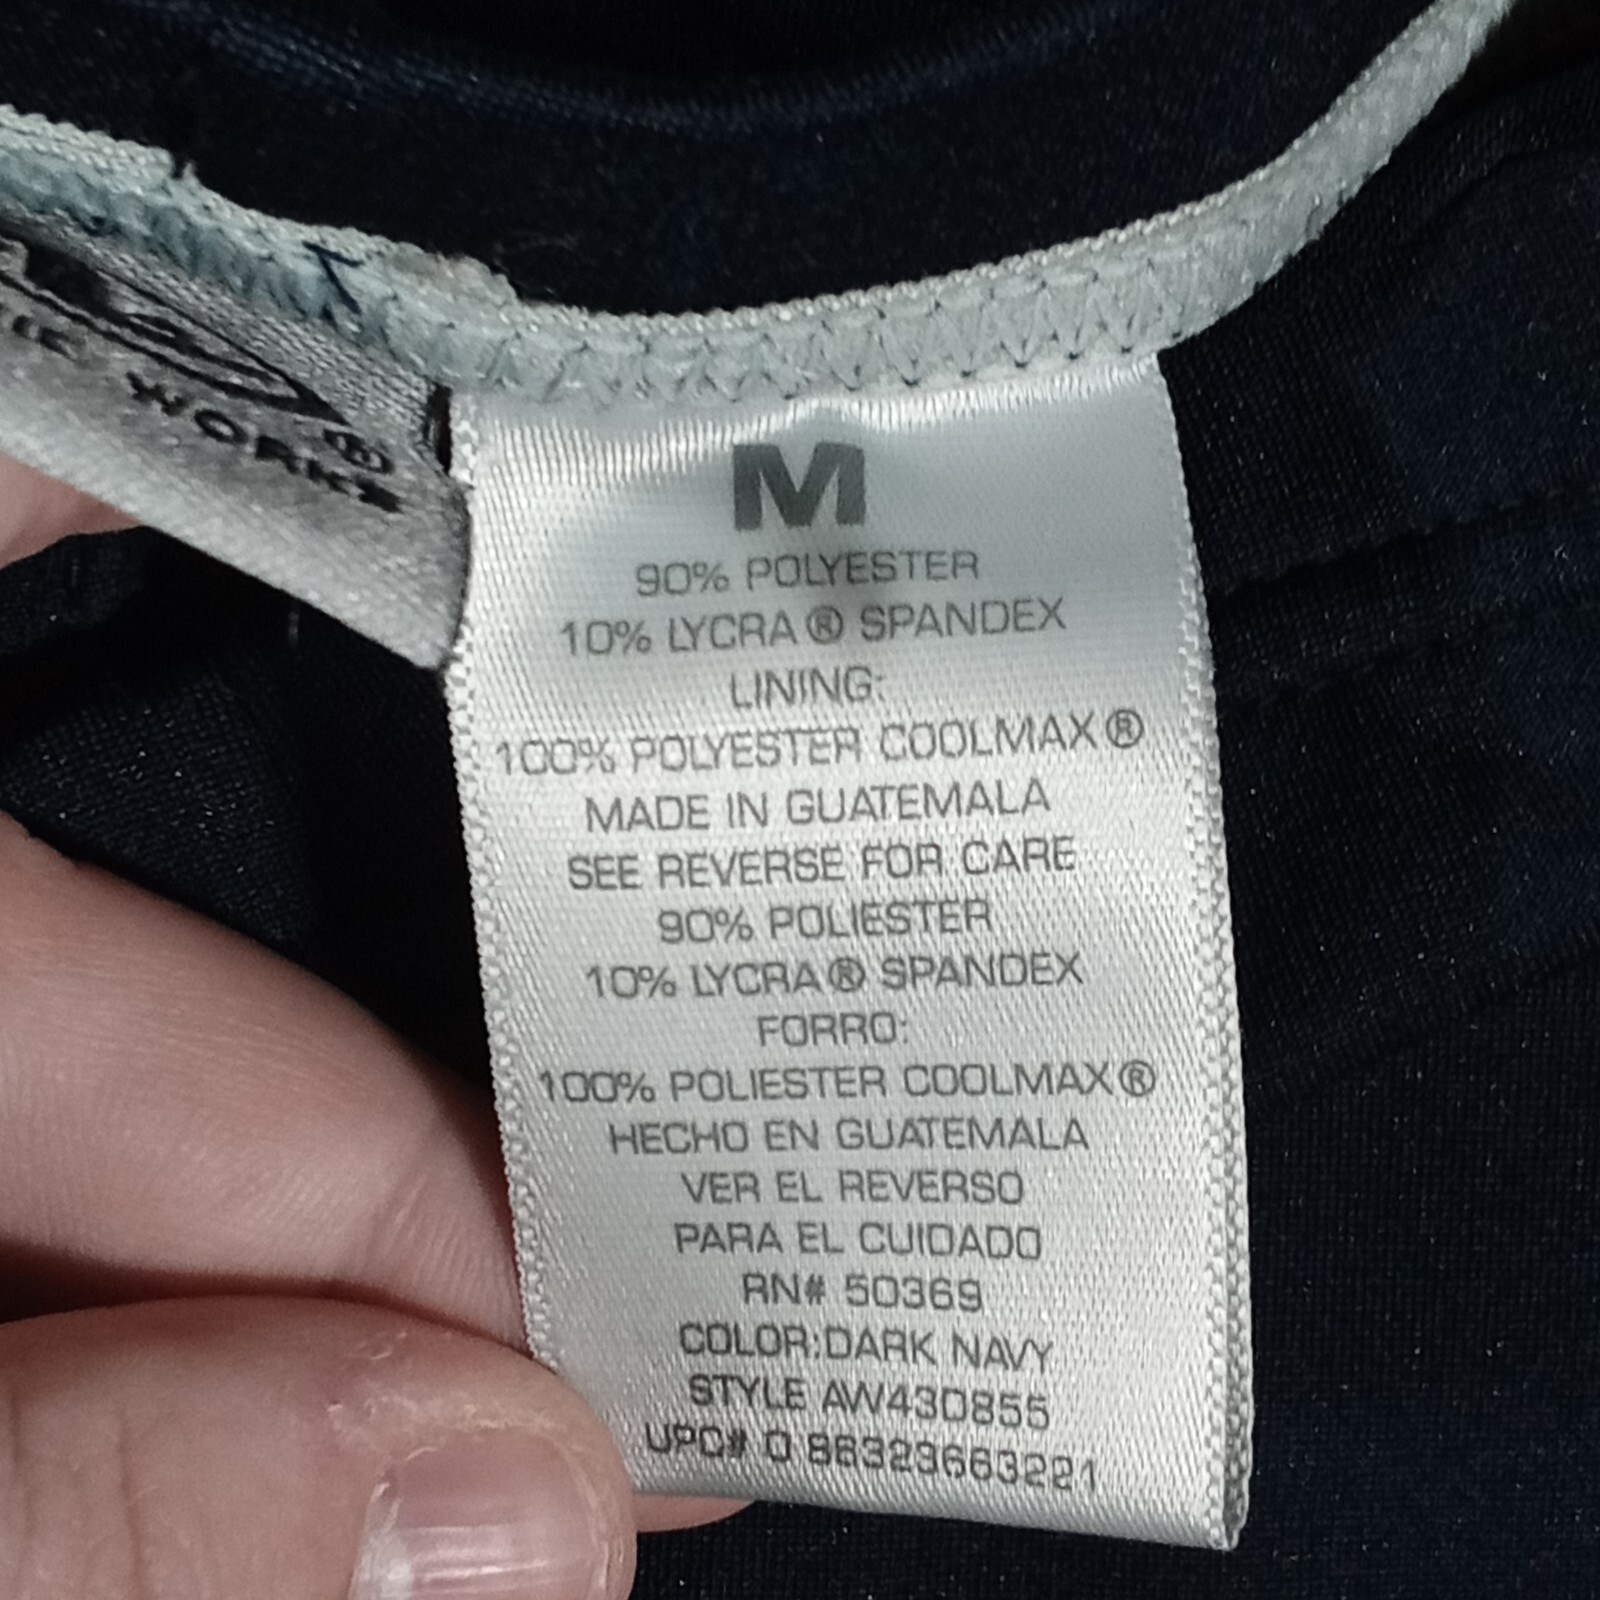 WORKS
®
M
90% POLYESTER
10% LYCRA® SPANDEX
LINING:
100% POLYESTER COOLMAX®
MADE IN GUATEMALA
SEE REVERSE FOR CARE
90% POLIESTER
10% LYCRA® SPANDEX
FORRO:
100% POLIESTER COOLMAX®
HECHO EN GUATEMALA
VER EL REVERSO
PARA EL CUIDADO
RN# 50369
COLOR:DARK NAVY
STYLE AW430855
UPC# 0 88323663221